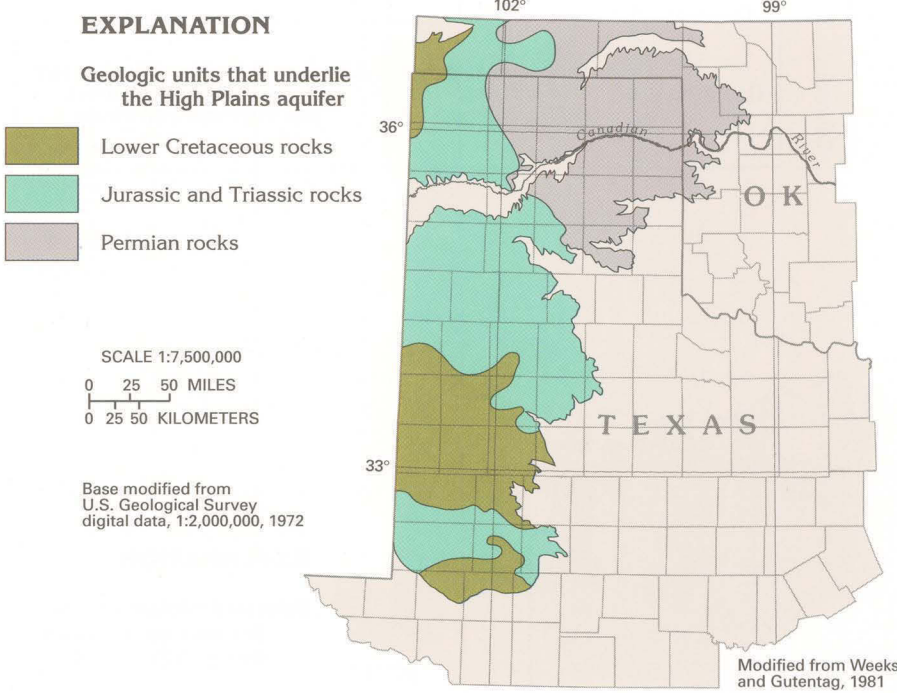 EXPLANATION
Geologic units that underlie
the High Plains aquifer
Lower Cretaceous rocks
Jurassic and Triassic rocks
Permian rocks
SCALE 1:7,500,000
0 25 50 MILES
0 25 50 KILOMETERS
Base modified from
U.S. Geological Survey
digital data, 1:2,000,000, 1972
102°
99°
36°
Canadian
River
OK
33°
TEXAS
Modified from Weeks
and Gutentag, 1981